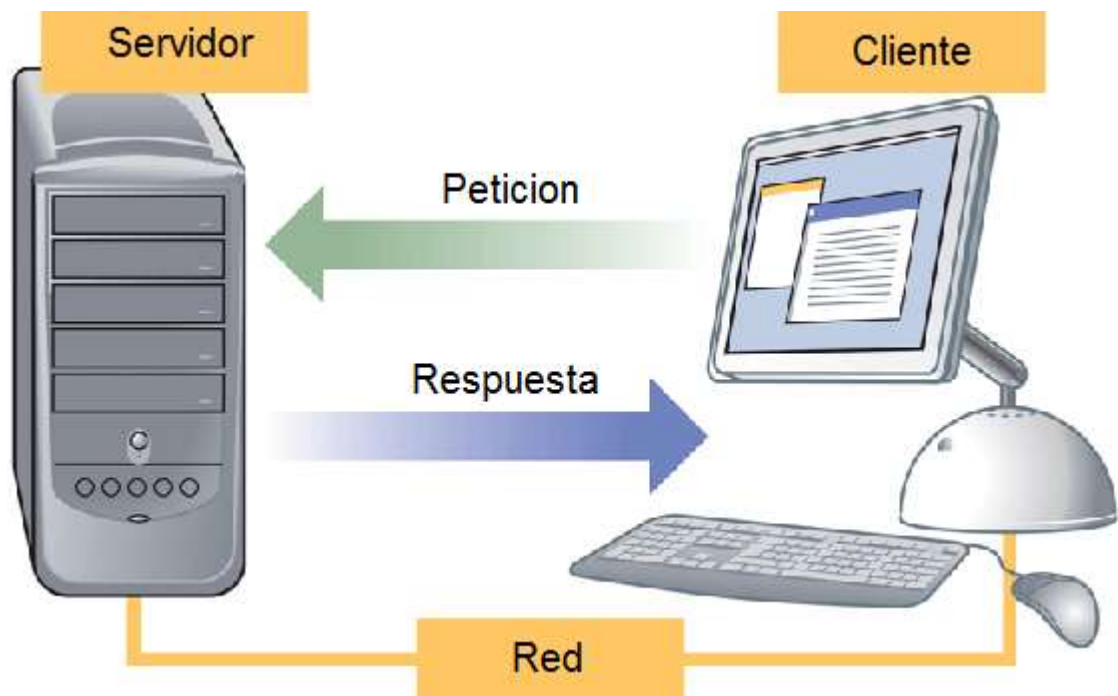 Servidor
Cliente
Peticion
Respuesta
Red